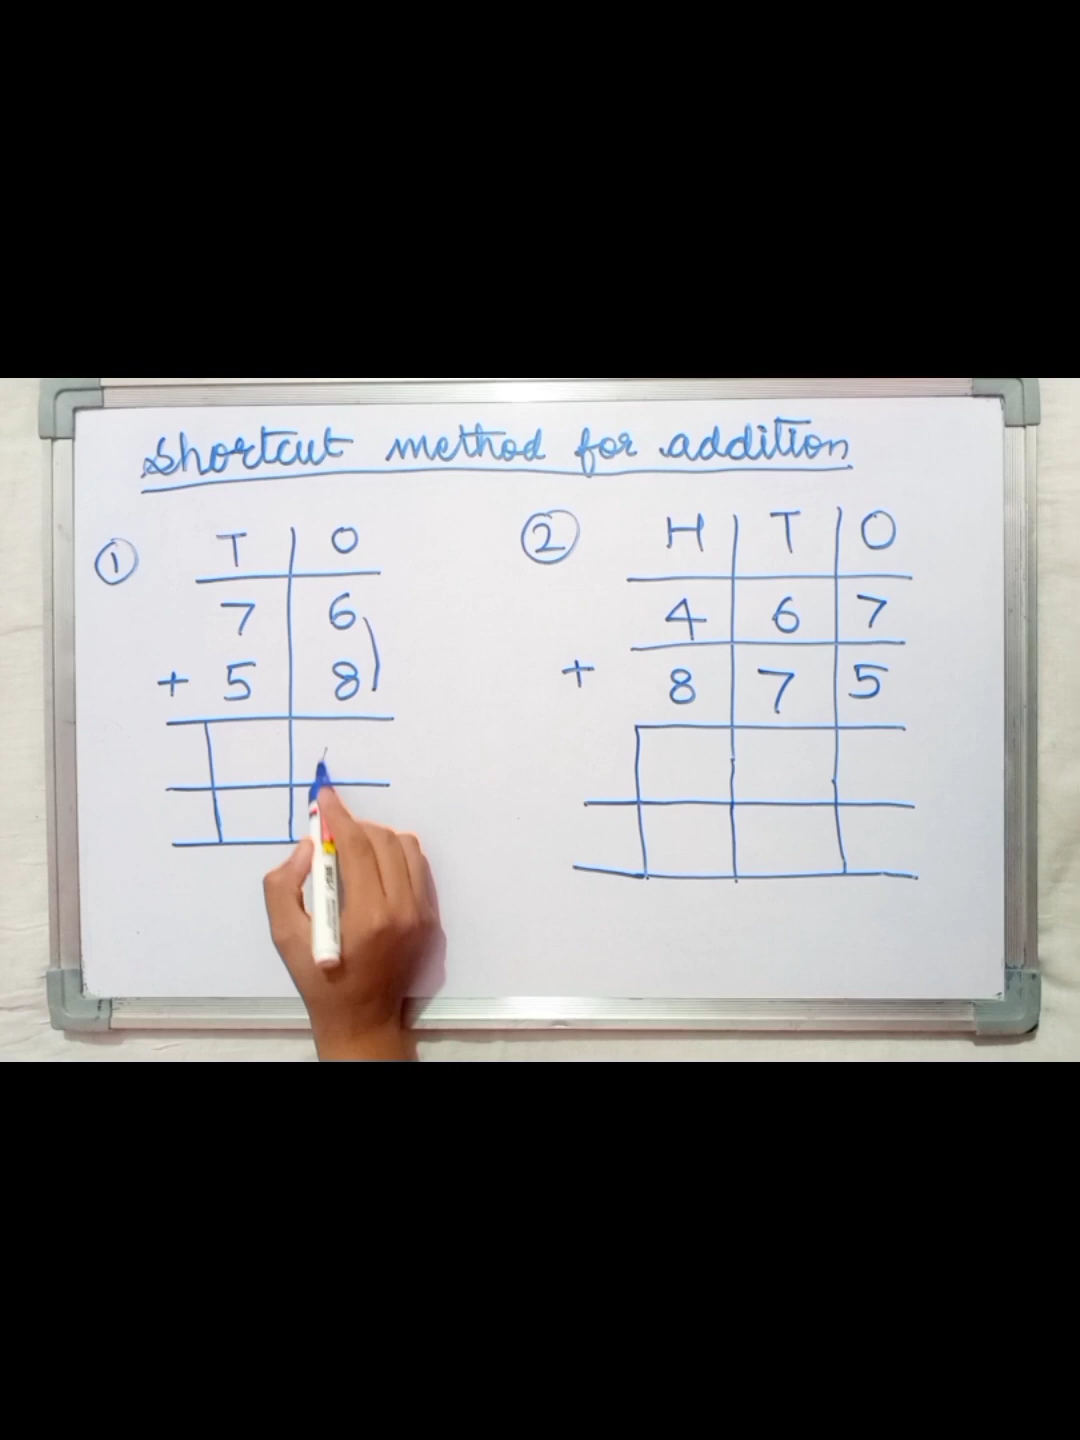 Shortcut method for addition
① T O
7 6
+ 5 8
② H T O
4 6 7
+ 8 7 5